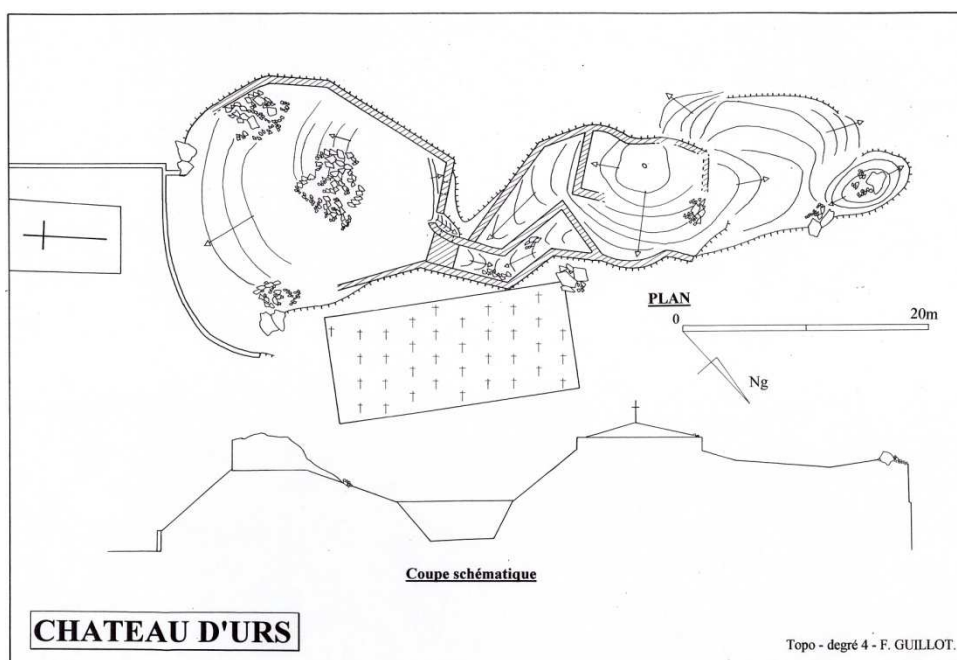 PLAN
0 20m
Ng
Coupe schématique
CHATEAU D'URS
Topo - degré 4 - F. GUILLOT.